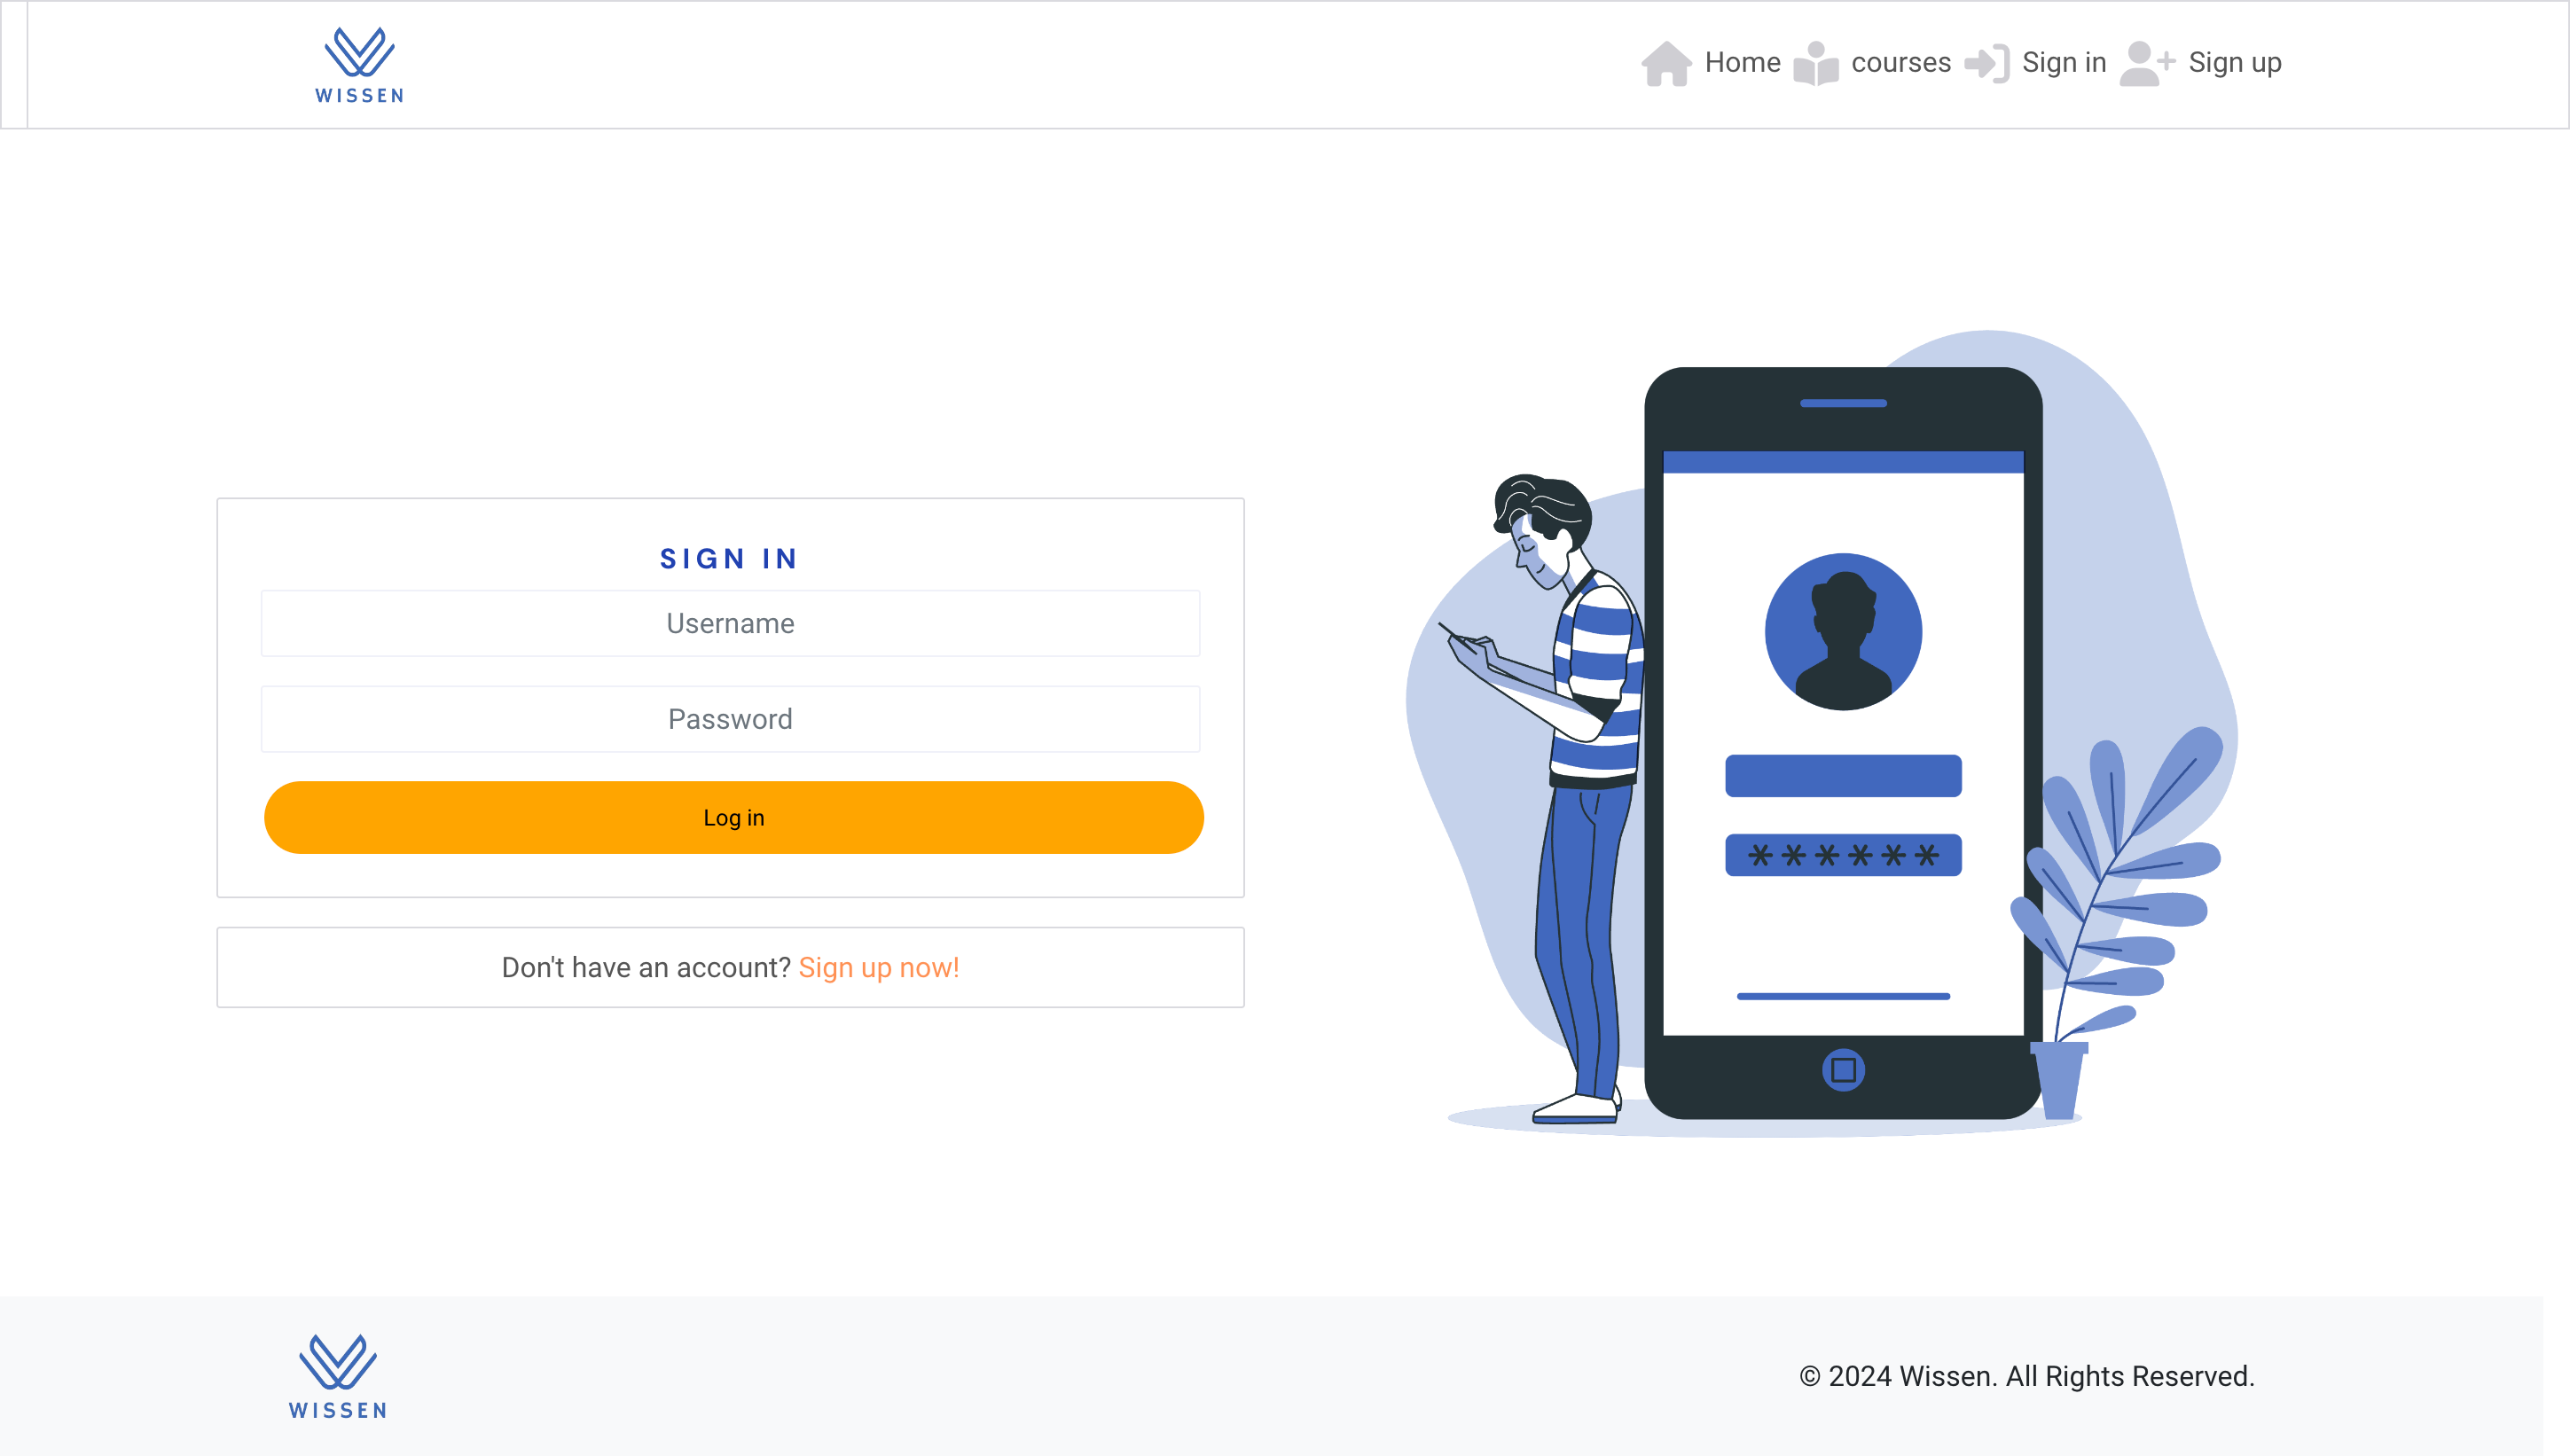 WISSEN
Home courses Sign in Sign up
SIGN IN
Username
Password
Log in
Don't have an account? Sign up now!
******
WISSEN
© 2024 Wissen. All Rights Reserved.